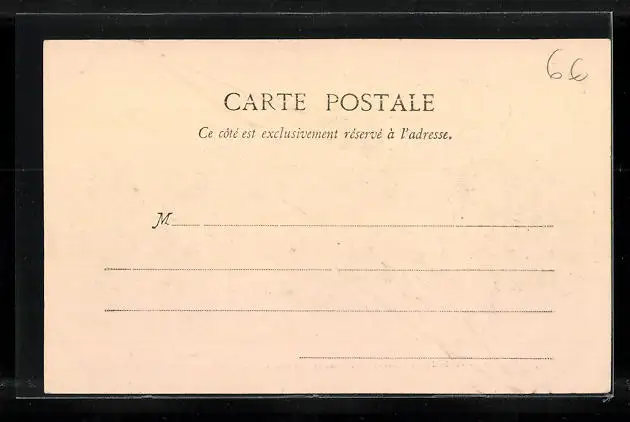 66
CARTE POSTALE
Ce côté est exclusivement réservé à l'adresse.
M